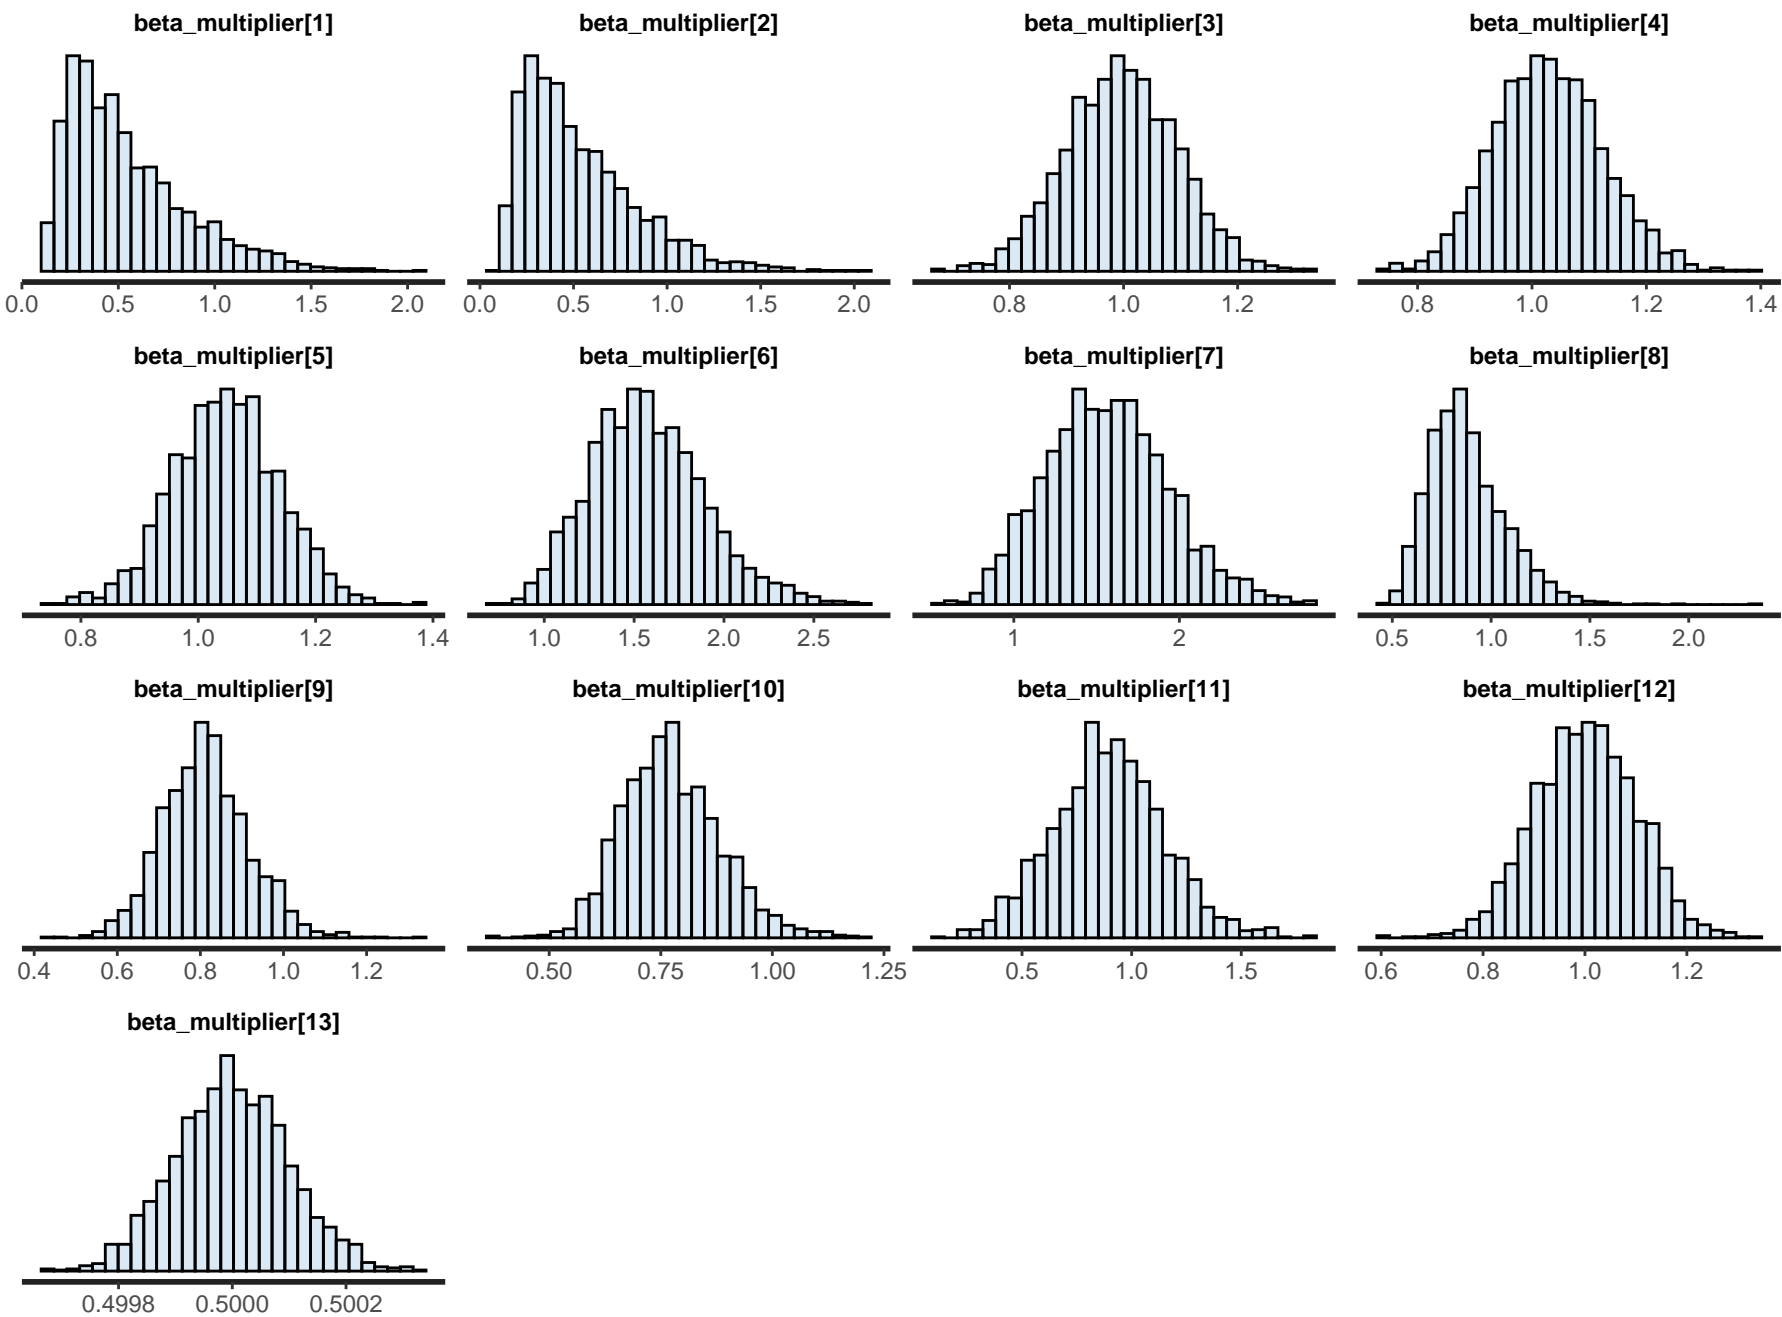 beta_multiplier[1] beta_multiplier[2] beta_multiplier[3] beta_multiplier[4]
0.0 0.5 1.0 1.5 2.0 0.0 0.5 1.0 1.5 2.0 0.8 1.0 1.2 0.8 1.0 1.2 1.4
beta_multiplier[5] beta_multiplier[6] beta_multiplier[7] beta_multiplier[8]
0.8 1.0 1.2 1.4 1.0 1.5 2.0 2.5 1 2 0.5 1.0 1.5 2.0
beta_multiplier[9] beta_multiplier[10] beta_multiplier[11] beta_multiplier[12]
0.4 0.6 0.8 1.0 1.2 0.50 0.75 1.00 1.25 0.5 1.0 1.5 0.6 0.8 1.0 1.2
beta_multiplier[13]
0.4998 0.5000 0.5002